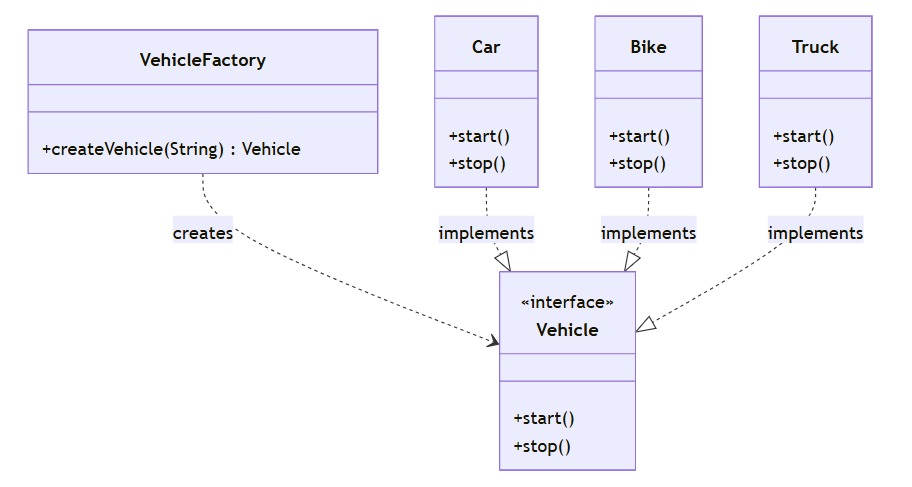 VehicleFactory
+createVehicle(String) : Vehicle
Car
+start()
+stop()
Bike
+start()
+stop()
Truck
+start()
+stop()
creates
implements
implements
implements
«interface»
Vehicle
+start()
+stop()